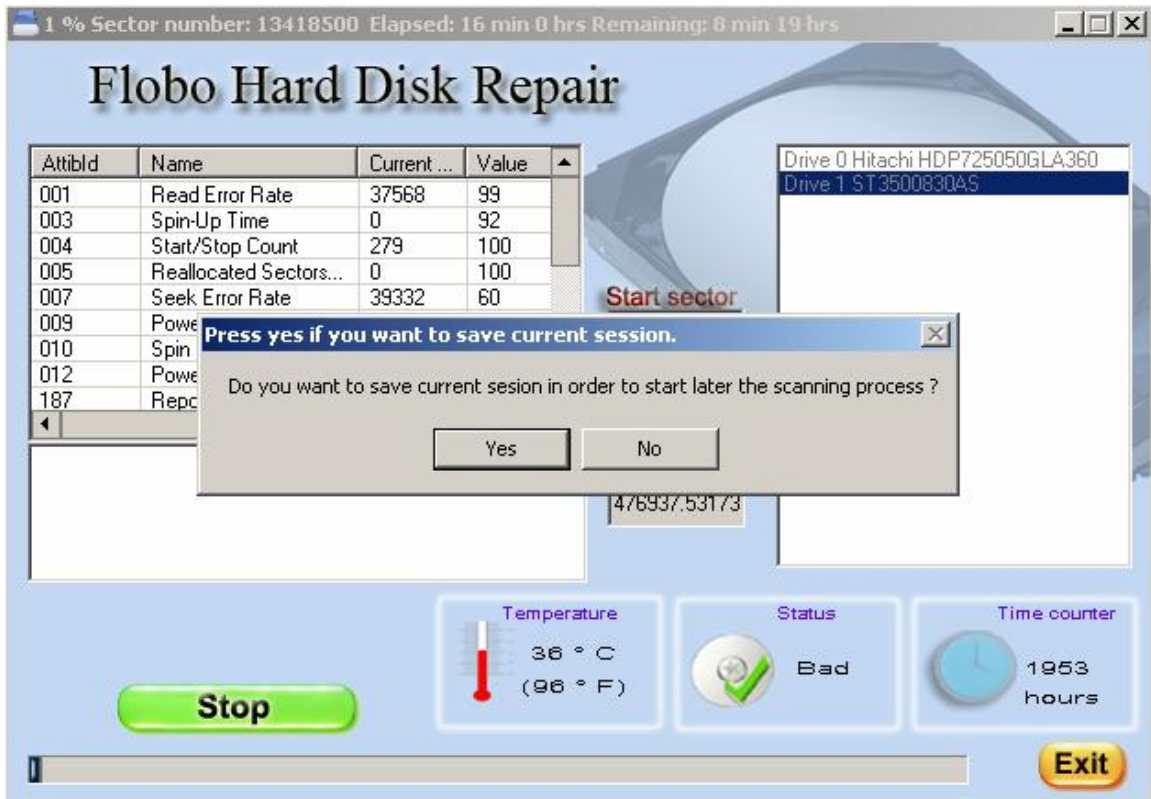 1 % Sector number: 13418500 Elapsed: 16 min 0 hrs Remaining: 8 min 19 hrs
Flobo Hard Disk Repair
AttibId Name Current ... Value
001 Read Error Rate 37568 99
003 Spin-Up Time 0 92
004 Start/Stop Count 279 100
005 Reallocated Sectors... 0 100
007 Seek Error Rate 39332 60
009 Powe
010 Spin
012 Powe
187 Repo
Drive 0 Hitachi HDP725050GLA360
Drive 1 ST3500830AS
Start sector
Press yes if you want to save current session.
Do you want to save current sesion in order to start later the scanning process ?
Yes No
476937.53173
Temperature
36 ° C
(96 ° F)
Status
Bad
Time counter
1953
hours
Stop
Exit